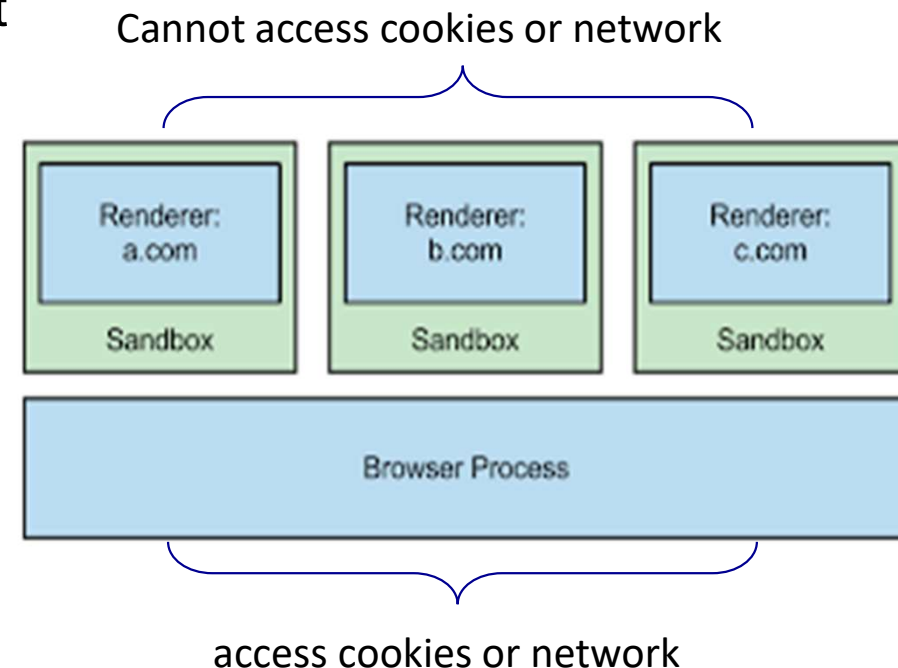 Cannot access cookies or network
Renderer:
a.com
Sandbox
Renderer:
b.com
Sandbox
Renderer:
c.com
Sandbox
Browser Process
access cookies or network